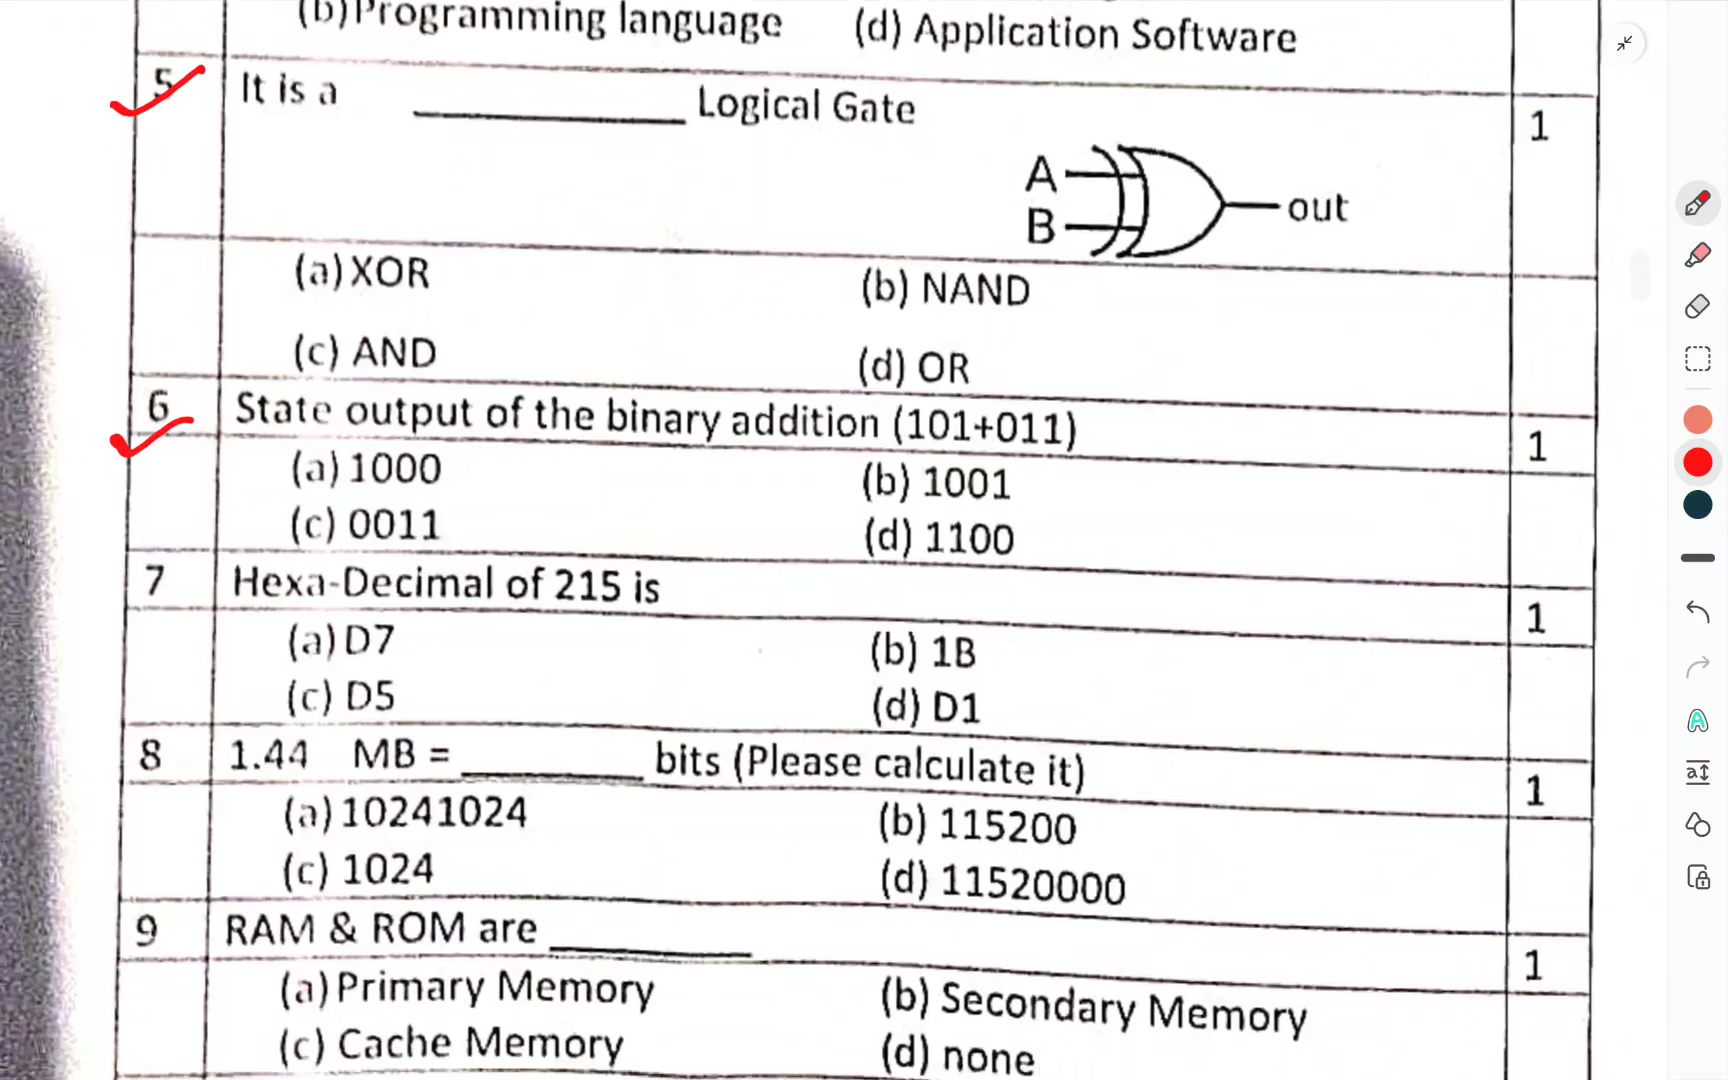 (b) Programming language (d) Application Software
5 It is a ____________ Logical Gate 1
A
B
out
(a) XOR (b) NAND
(c) AND (d) OR
6 State output of the binary addition (101+011) 1
(a) 1000 (b) 1001
(c) 0011 (d) 1100
7 Hexa-Decimal of 215 is 1
(a) D7 (b) 1B
(c) D5 (d) D1
8 1.44 MB = ________ bits (Please calculate it) 1
(a) 10241024 (b) 115200
(c) 1024 (d) 11520000
9 RAM & ROM are _________ 1
(a) Primary Memory (b) Secondary Memory
(c) Cache Memory (d) none